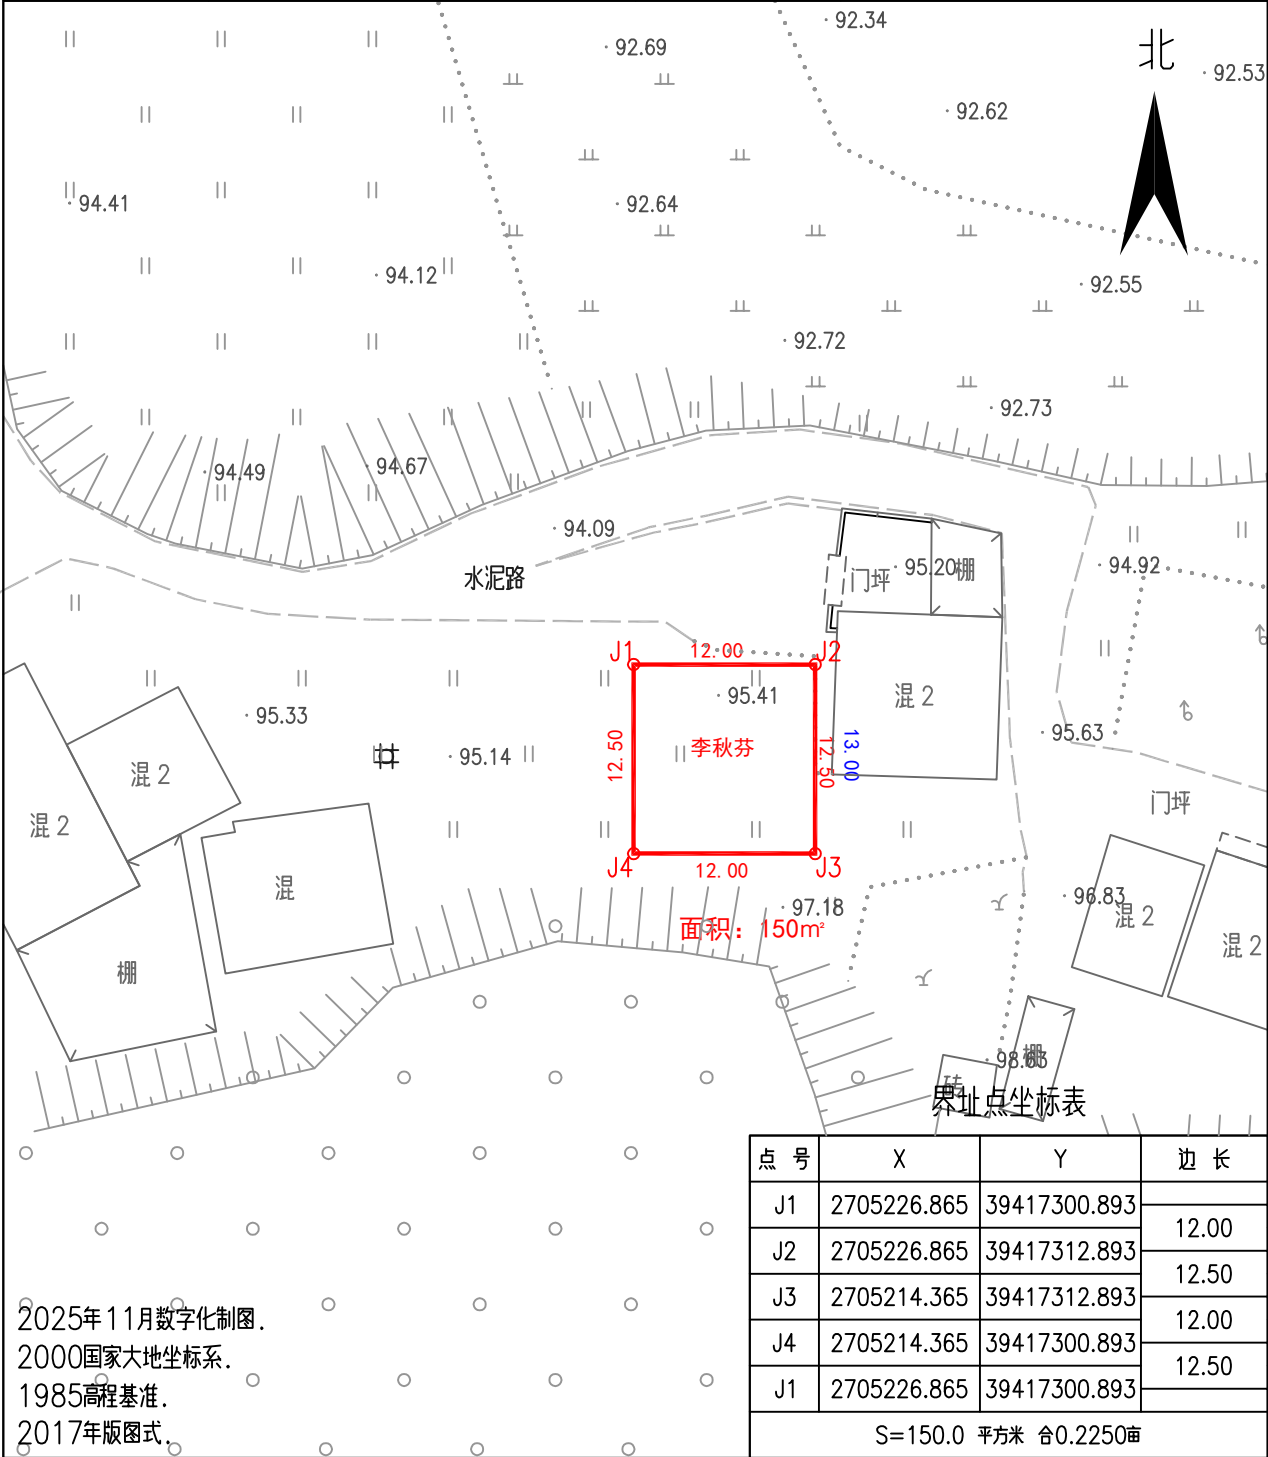 92.34
92.69
北
92.53
92.62
94.41
92.64
94.12
92.55
92.72
92.73
94.49
94.67
94.09
水泥路
门坪
95.20
棚
94.92
J1
12.00
J2
95.41
混 2
95.33
95.14
井
12.50
李秋芬
12.50
13.00
95.63
混 2
混 2
门坪
J4
12.00
J3
混
97.18
96.83
混 2
面积：150㎡
混 2
棚
棚
98.63
砖
界址点坐标表
点 号 X Y 边 长
J1 2705226.865 39417300.893
12.00
J2 2705226.865 39417312.893
12.50
J3 2705214.365 39417312.893
12.00
J4 2705214.365 39417300.893
12.50
J1 2705226.865 39417300.893
S=150.0 平方米 合0.2250亩
2025年11月数字化制图.
2000国家大地坐标系.
1985高程基准.
2017年版图式.